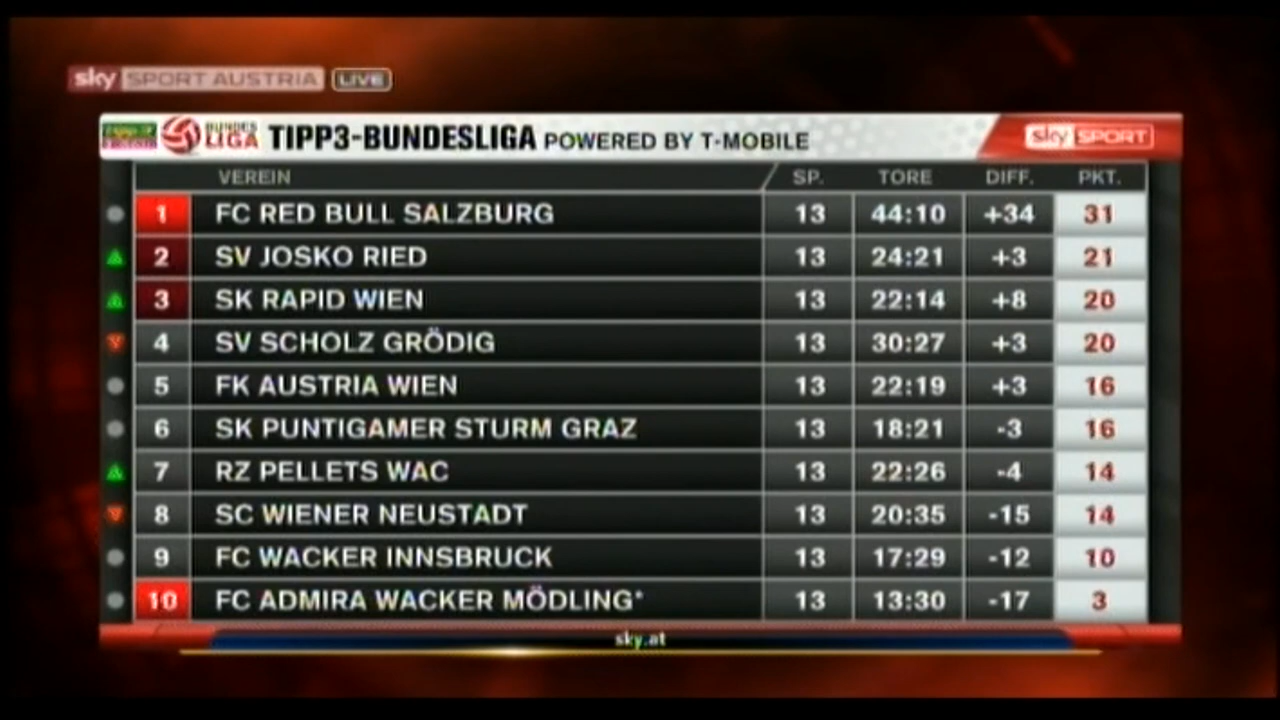 sky SPORT AUSTRIA LIVE
BUNDES LIGA TIPP3-BUNDESLIGA POWERED BY T-MOBILE sky SPORT
VEREIN SP. TORE DIFF. PKT.
1 FC RED BULL SALZBURG 13 44:10 +34 31
2 SV JOSKO RIED 13 24:21 +3 21
3 SK RAPID WIEN 13 22:14 +8 20
4 SV SCHOLZ GRÖDIG 13 30:27 +3 20
5 FK AUSTRIA WIEN 13 22:19 +3 16
6 SK PUNTIGAMER STURM GRAZ 13 18:21 -3 16
7 RZ PELLETS WAC 13 22:26 -4 14
8 SC WIENER NEUSTADT 13 20:35 -15 14
9 FC WACKER INNSBRUCK 13 17:29 -12 10
10 FC ADMIRA WACKER MÖDLING* 13 13:30 -17 3
sky.at